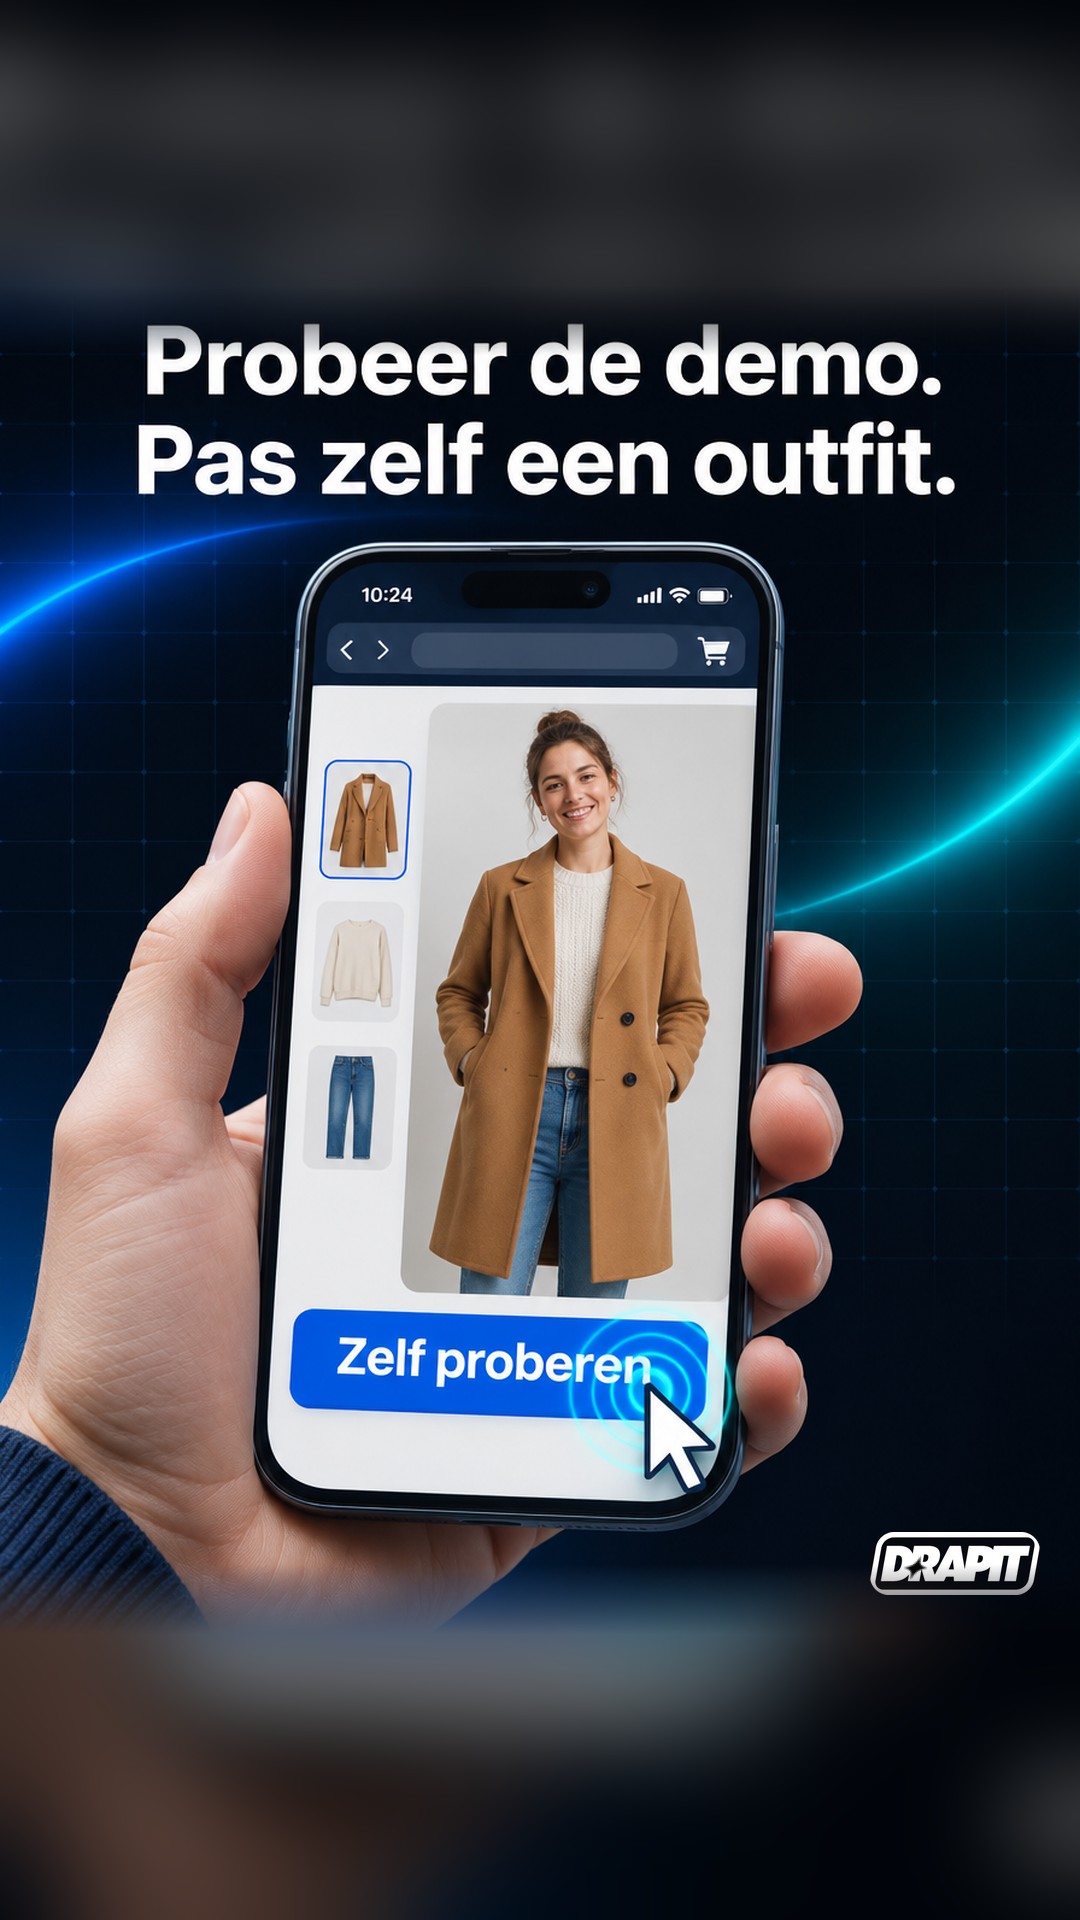 Probeer de demo.
Pas zelf een outfit.
10:24
Zelf proberen
DRAPIT